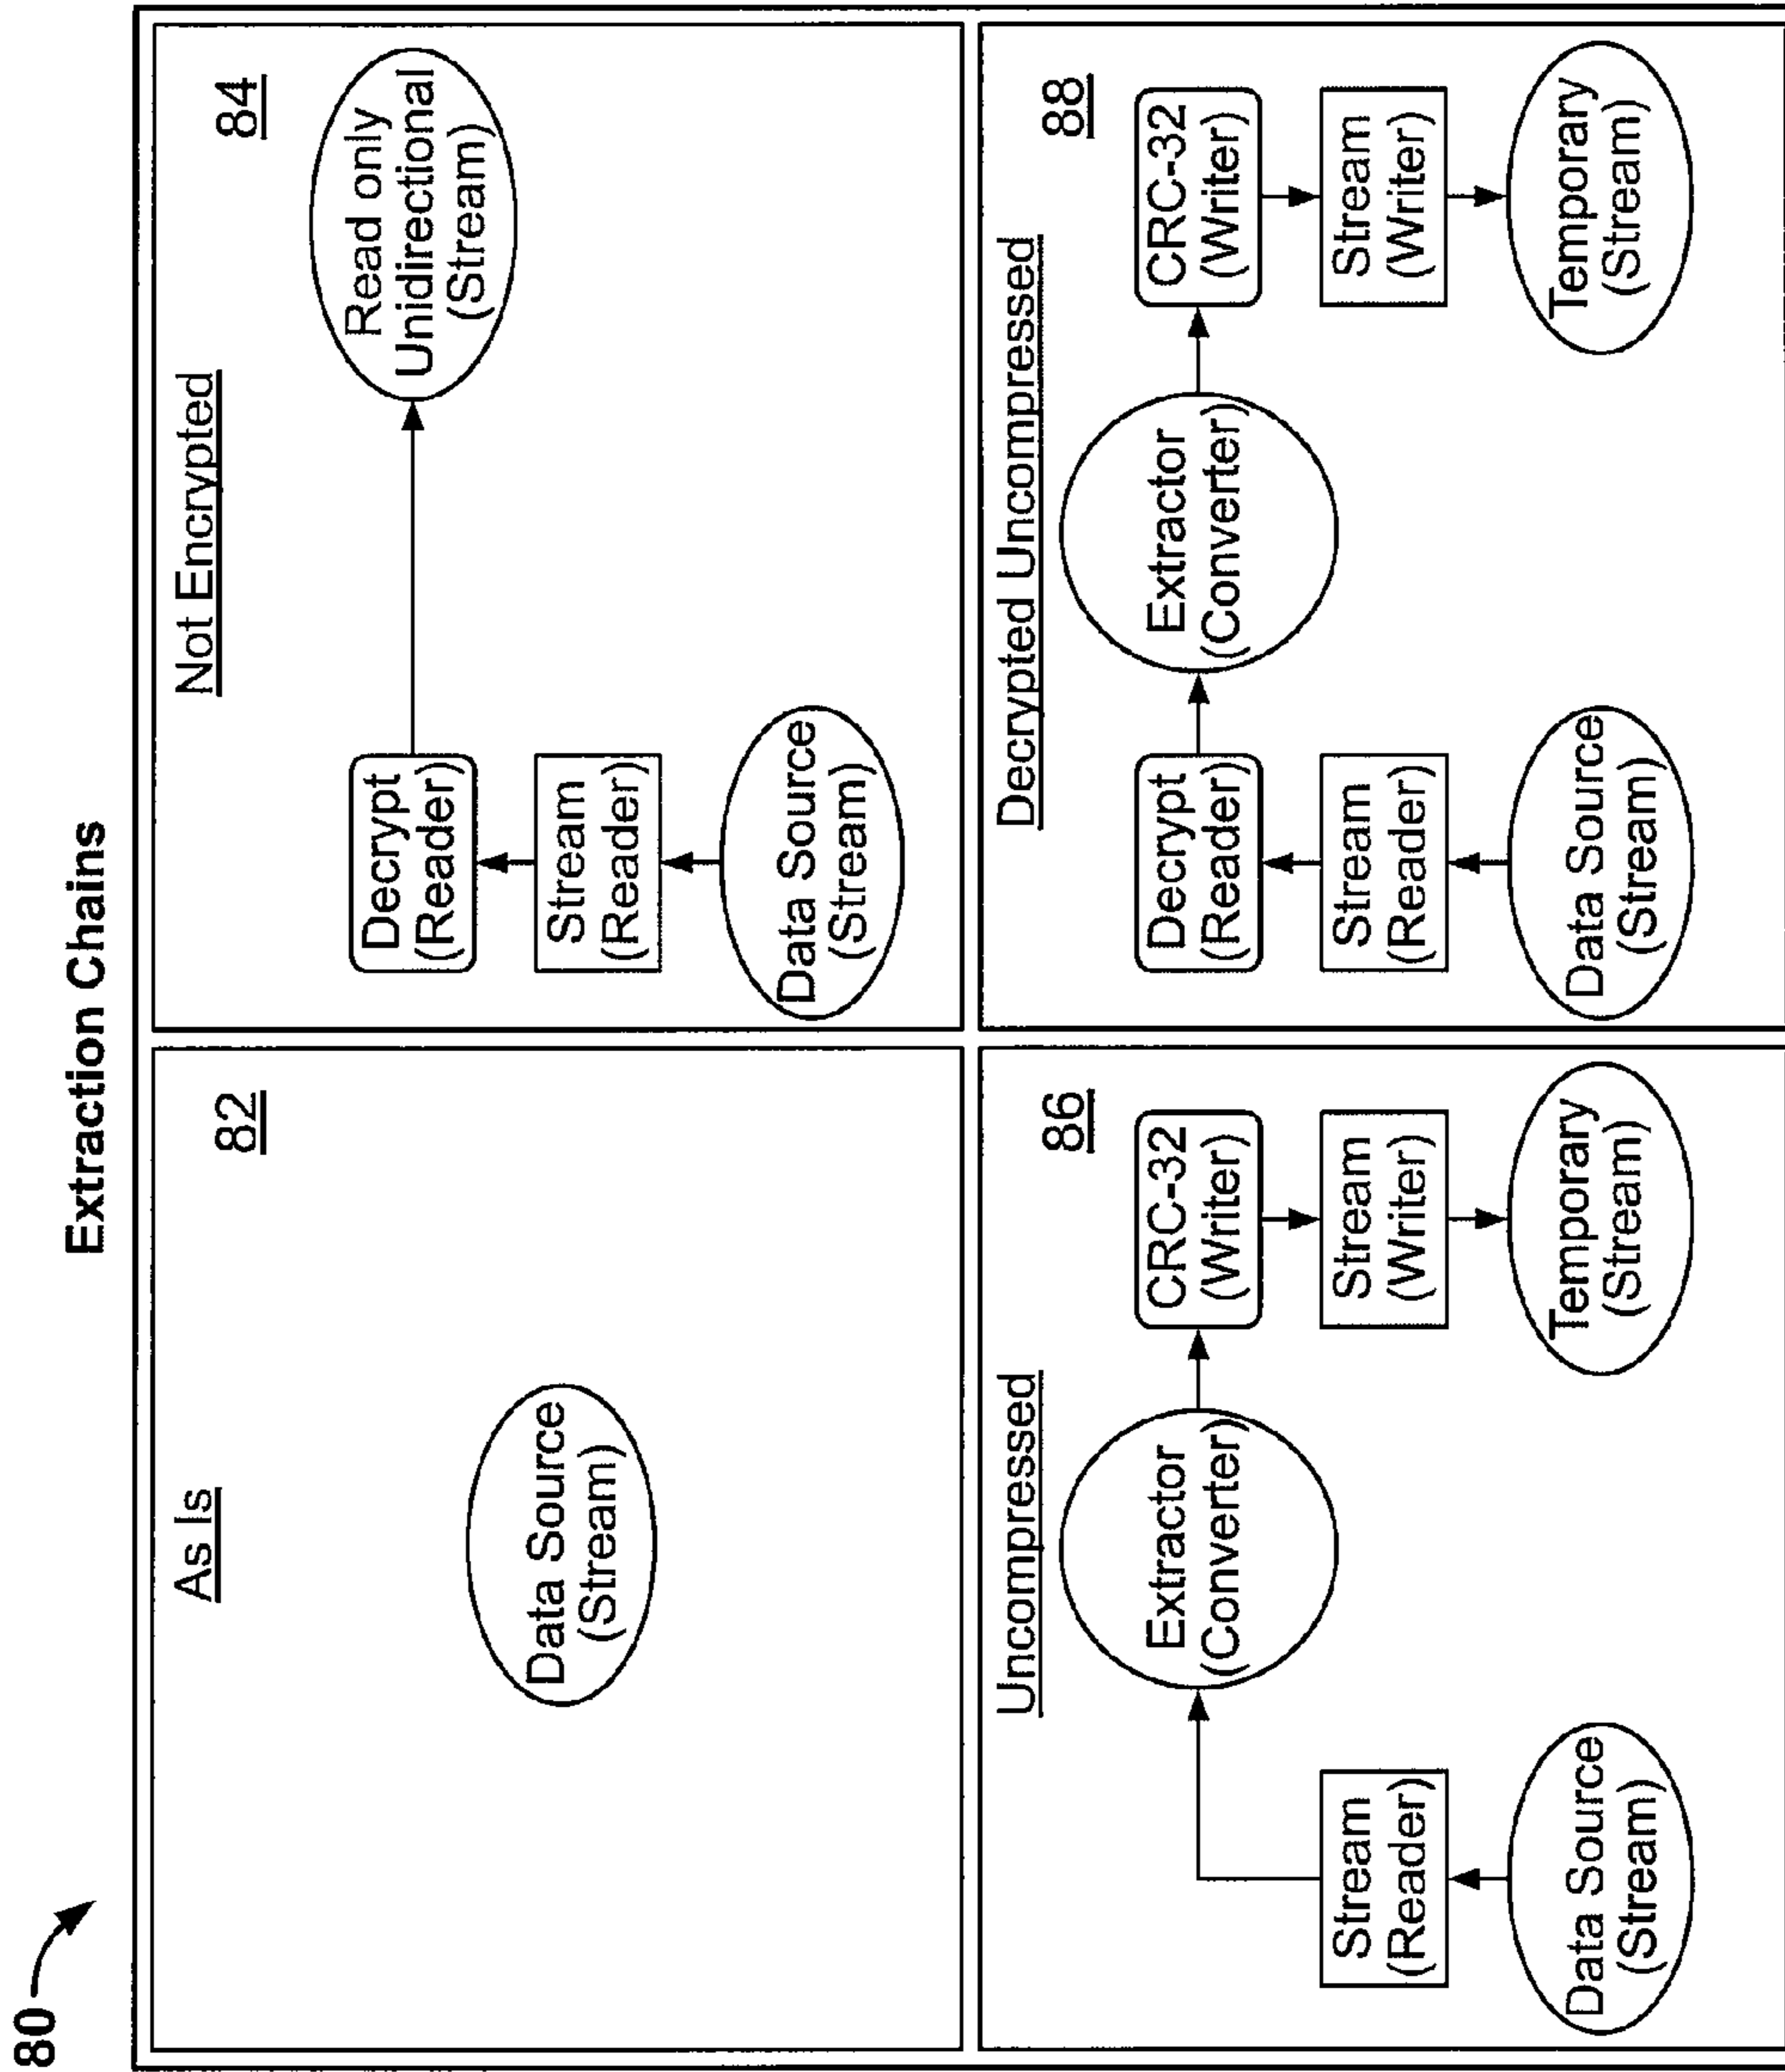 80
Extraction Chains
As Is
82
Data Source
(Stream)
Not Encrypted
84
Decrypt
(Reader)
Stream
(Reader)
Data Source
(Stream)
Read only
Unidirectional
(Stream)
Uncompressed
86
Extractor
(Converter)
CRC-32
(Writer)
Stream
(Reader)
Stream
(Writer)
Data Source
(Stream)
Temporary
(Stream)
Decrypted Uncompressed
88
Decrypt
(Reader)
Extractor
(Converter)
CRC-32
(Writer)
Stream
(Reader)
Stream
(Writer)
Data Source
(Stream)
Temporary
(Stream)